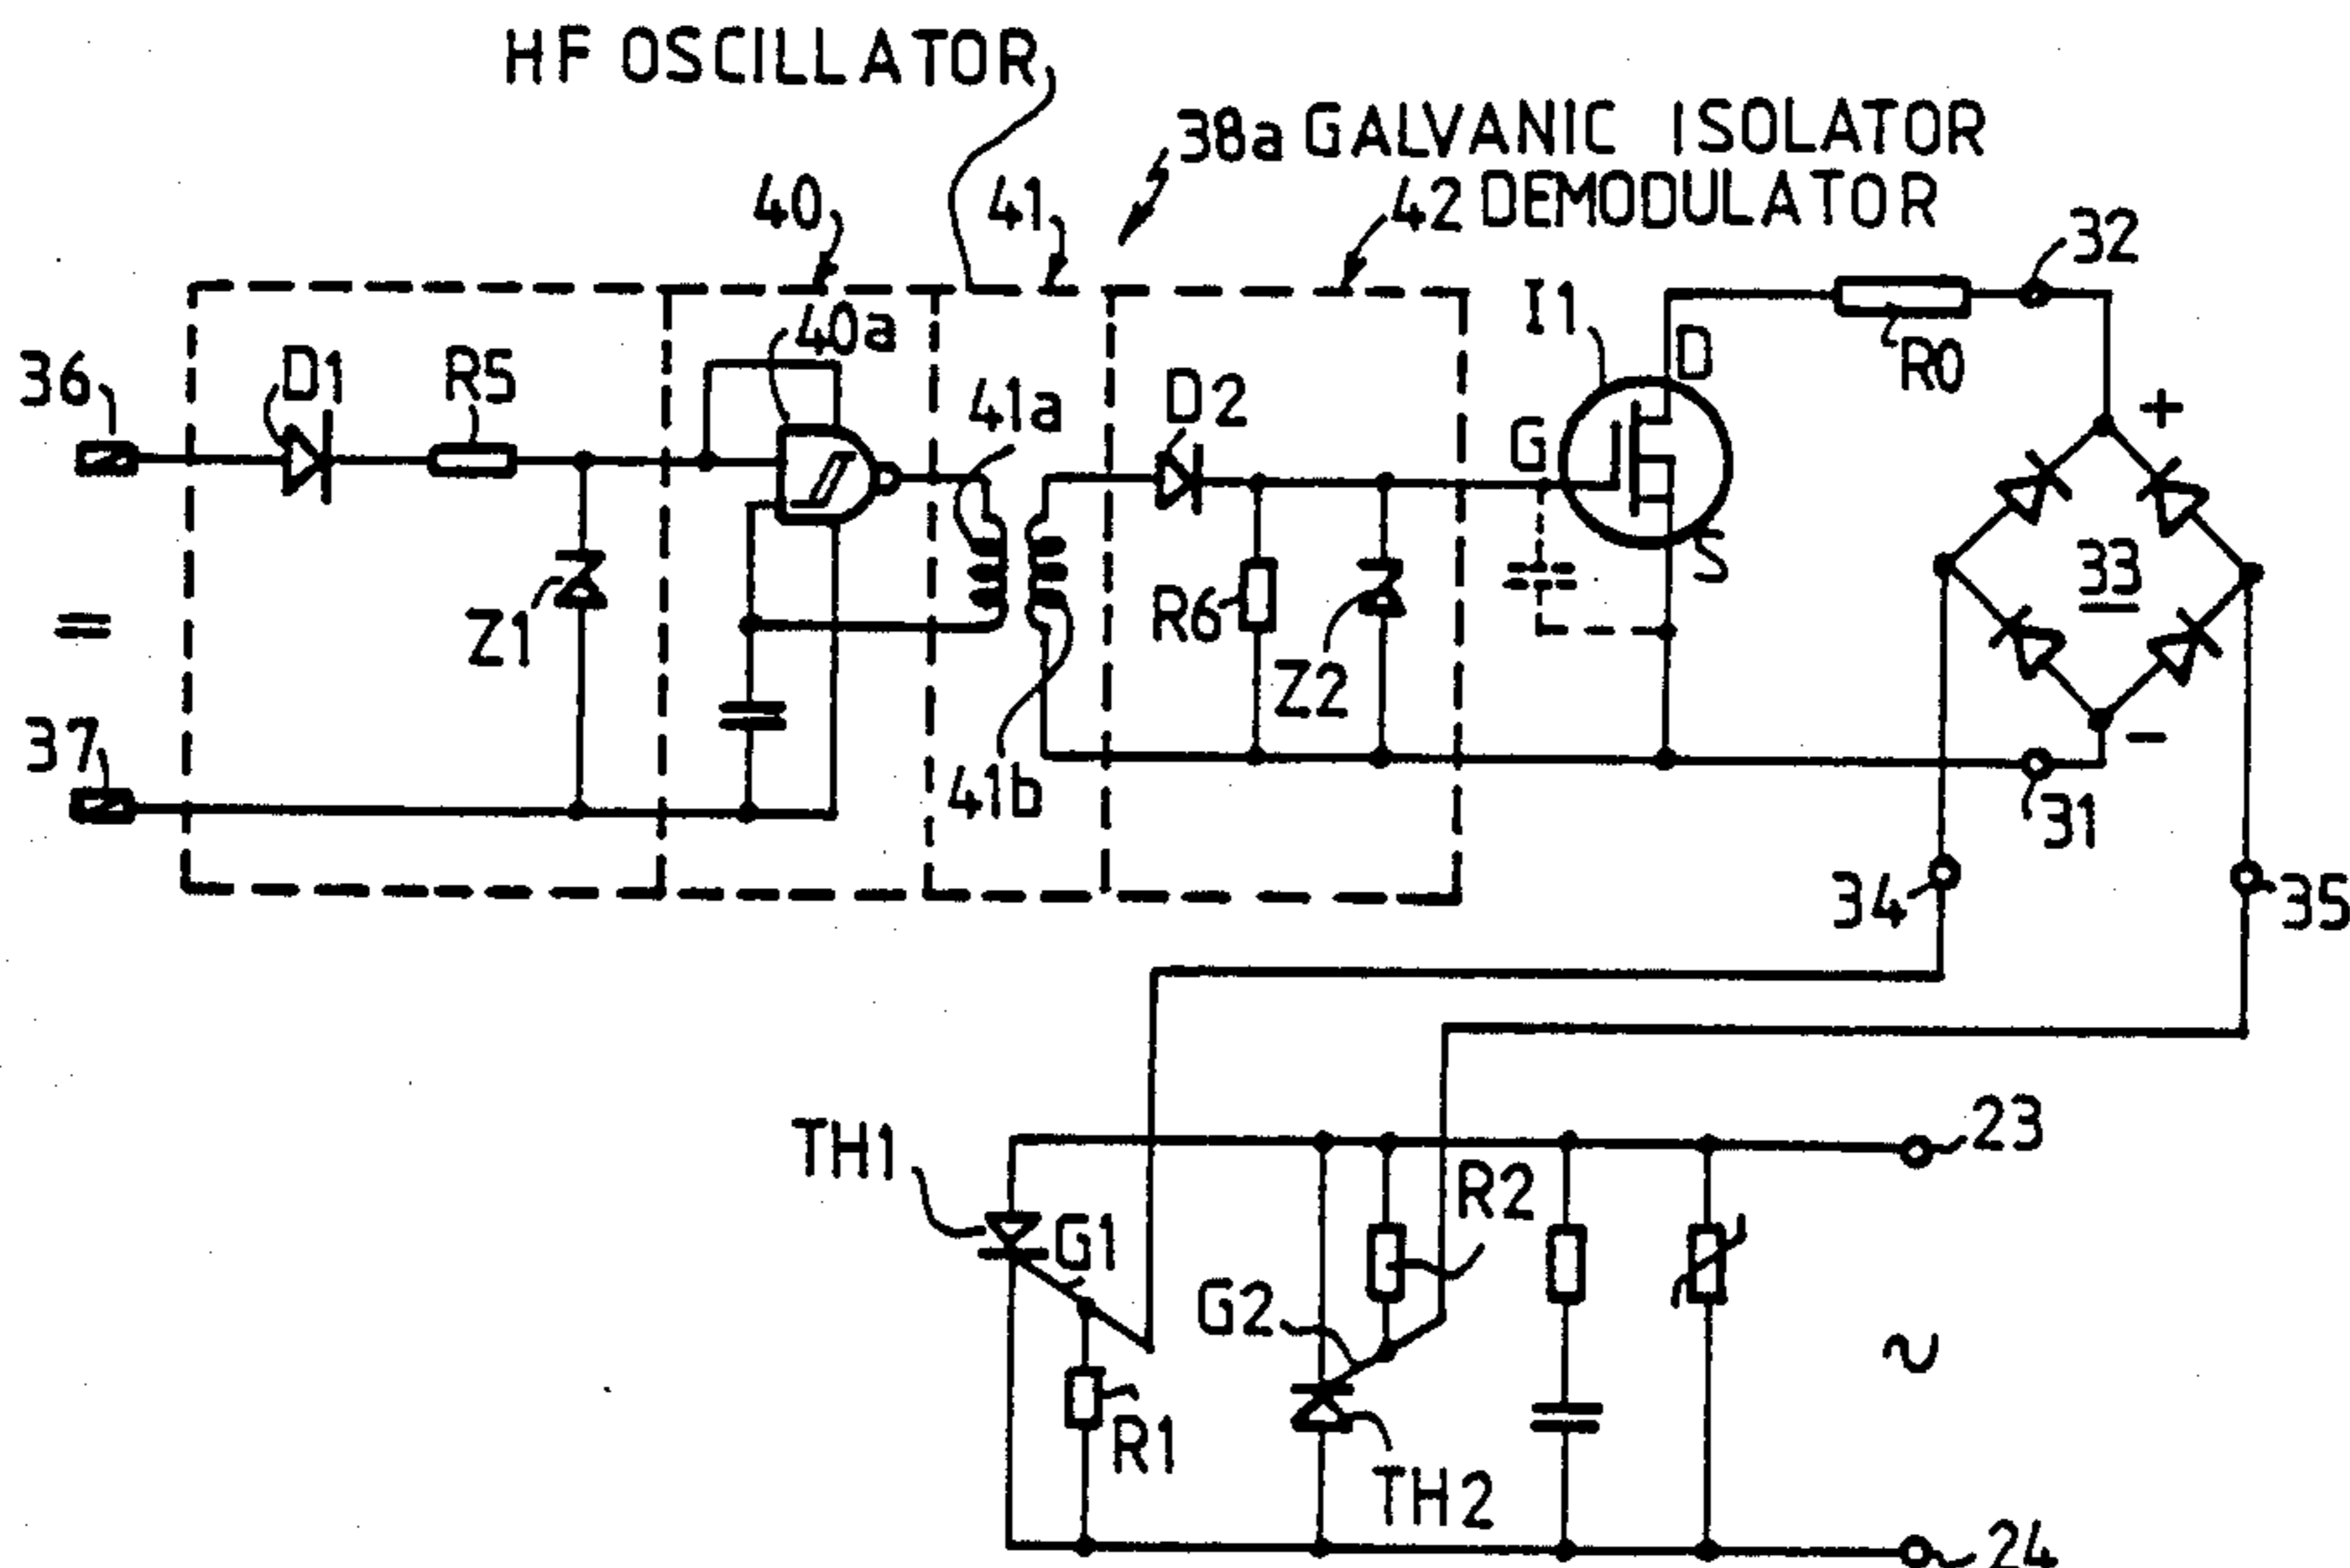 HF OSCILLATOR
38a GALVANIC ISOLATOR
40
41
42 DEMODULATOR
32
40a
I1
D
36
D1
R5
41a
D2
G
R0
+
S
33
=
Z1
R6
Z2
37
41b
-
31
34
35
TH1
23
G1
R2
G2
~
R1
TH2
24